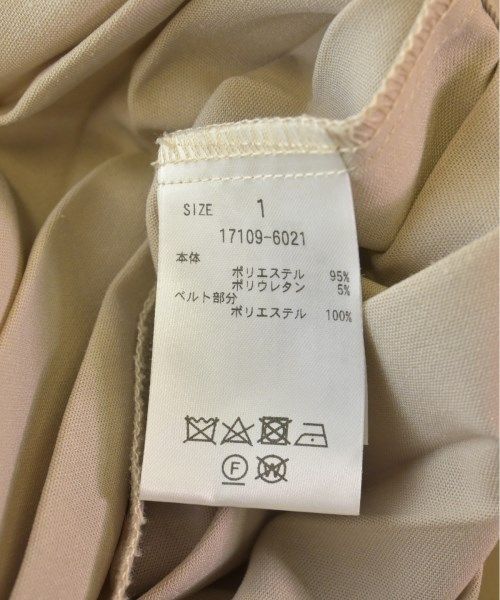 SIZE 1
17109-6021
本体
ポリエステル 95%
ポリウレタン 5%
ベルト部分
ポリエステル 100%
F W